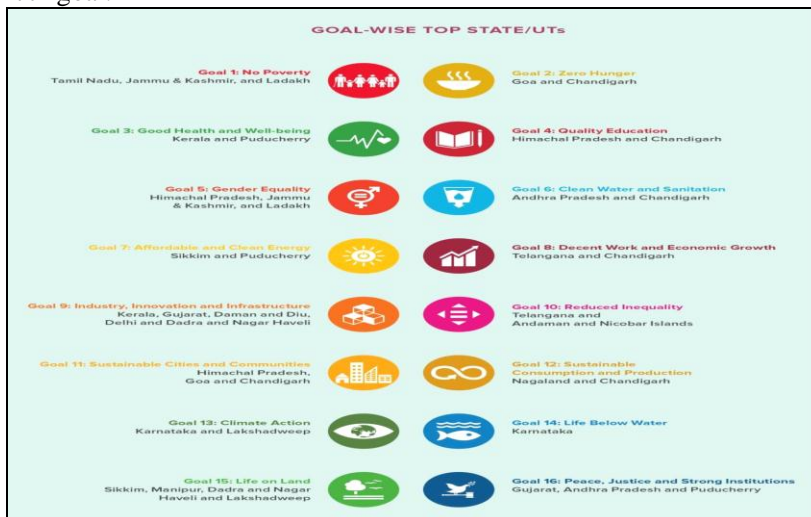 GOAL-WISE TOP STATE/UTs
Goal 1: No Poverty
Tamil Nadu, Jammu & Kashmir, and Ladakh
Goal 2: Zero Hunger
Goa and Chandigarh
Goal 3: Good Health and Well-being
Kerala and Puducherry
Goal 4: Quality Education
Himachal Pradesh and Chandigarh
Goal 5: Gender Equality
Himachal Pradesh, Jammu
& Kashmir, and Ladakh
Goal 6: Clean Water and Sanitation
Andhra Pradesh and Chandigarh
Goal 7: Affordable and Clean Energy
Sikkim and Puducherry
Goal 8: Decent Work and Economic Growth
Telangana and Chandigarh
Goal 9: Industry, Innovation and Infrastructure
Kerala, Gujarat, Daman and Diu,
Delhi and Dadra and Nagar Haveli
Goal 10: Reduced Inequality
Telangana and
Andaman and Nicobar Islands
Goal 11: Sustainable Cities and Communities
Himachal Pradesh,
Goa and Chandigarh
Goal 12: Sustainable
Consumption and Production
Nagaland and Chandigarh
Goal 13: Climate Action
Karnataka and Lakshadweep
Goal 14: Life Below Water
Karnataka
Goal 15: Life on Land
Sikkim, Manipur, Dadra and Nagar
Haveli and Lakshadweep
Goal 16: Peace, Justice and Strong Institutions
Gujarat, Andhra Pradesh and Puducherry